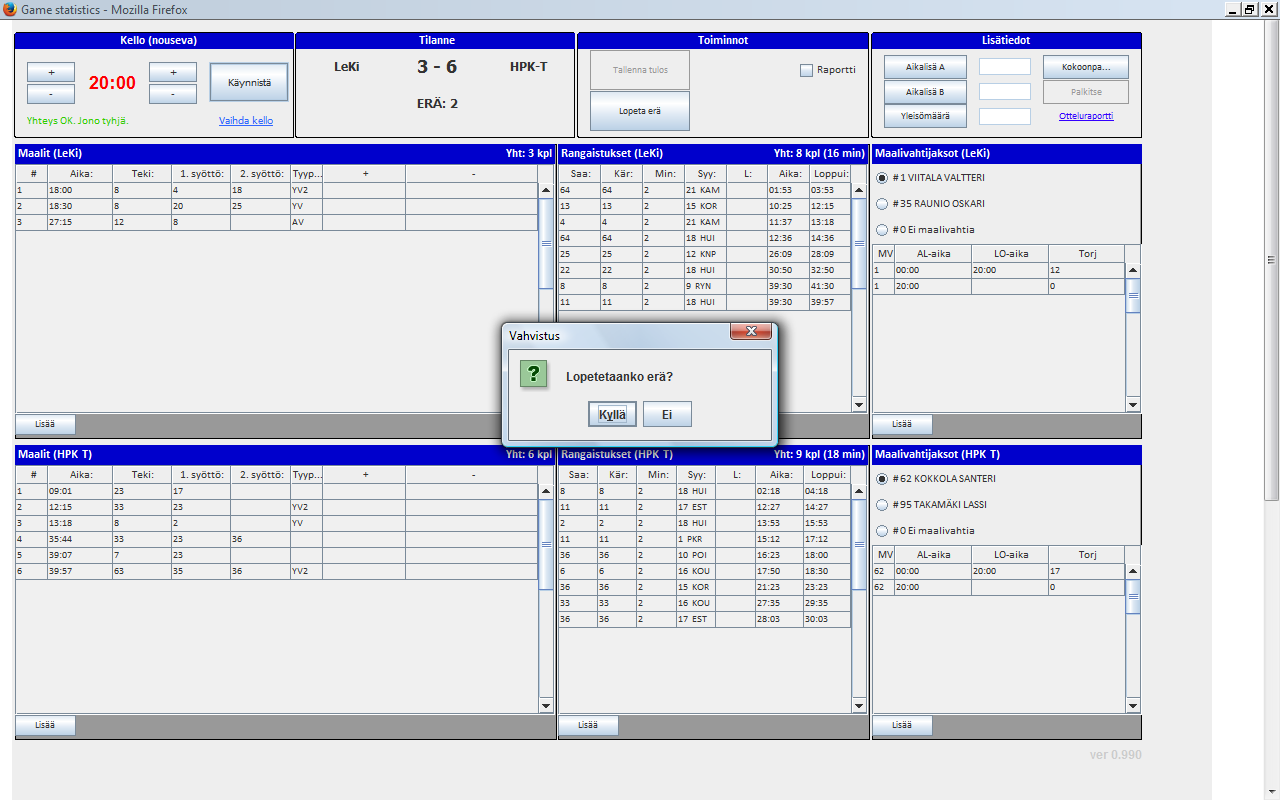 Game statistics - Mozilla Firefox
Kello (nouseva)
+
-
20:00
+
-
Käynnistä
Yhteys OK. Jono tyhjä.
Vaihda kello
Tilanne
LeKi 3 - 6 HPK-T
ERÄ: 2
Toiminnot
Tallenna tulos
Raportti
Lopeta erä
Lisätiedot
Aikalisä A Kokoonpa...
Aikalisä B Palkitse
Yleisömäärä Otteluraportti
Maalit (LeKi) Yht: 3 kpl
# Aika: Teki: 1. syöttö: 2. syöttö: Tyyp... + -
1 18:00 8 4 18 YV2
2 18:30 8 20 25 YV
3 27:15 12 8 AV
Lisää
Rangaistukset (LeKi) Yht: 8 kpl (16 min)
Saa: Kär: Min: Syy: L: Aika: Loppui:
64 64 2 21 KAM 01:53 03:53
13 13 2 15 KOR 10:25 12:15
4 4 2 21 KAM 11:37 13:18
64 64 2 18 HUI 12:36 14:36
25 25 2 12 KNP 26:09 28:09
22 22 2 18 HUI 30:50 32:50
8 8 2 9 RYN 39:30 41:30
11 11 2 18 HUI 39:30 39:57
Maalivahtijaksot (LeKi)
# 1 VIITALA VALTTERI
# 35 RAUNIO OSKARI
# 0 Ei maalivahtia
MV AL-aika LO-aika Torj
1 00:00 20:00 12
1 20:00 0
Lisää
Vahvistus
?
Lopetetaanko erä?
Kyllä Ei
Maalit (HPK T) Yht: 6 kpl
# Aika: Teki: 1. syöttö: 2. syöttö: Tyyp... + -
1 09:01 23 17
2 12:15 33 23 YV2
3 13:18 8 2 YV
4 35:44 33 23 36
5 39:07 7 23
6 39:57 63 35 36 YV2
Lisää
Rangaistukset (HPK T) Yht: 9 kpl (18 min)
Saa: Kär: Min: Syy: L: Aika: Loppui:
8 8 2 18 HUI 02:18 04:18
11 11 2 17 EST 12:27 14:27
2 2 2 18 HUI 13:53 15:53
11 11 2 1 PKR 15:12 17:12
36 36 2 10 POI 16:23 18:00
6 6 2 16 KOU 17:50 18:30
36 36 2 15 KOR 21:23 23:23
33 33 2 16 KOU 27:35 29:35
36 36 2 17 EST 28:03 30:03
Lisää
Maalivahtijaksot (HPK T)
# 62 KOKKOLA SANTERI
# 95 TAKAMÄKI LASSI
# 0 Ei maalivahtia
MV AL-aika LO-aika Torj
62 00:00 20:00 17
62 20:00 0
Lisää
ver 0.990